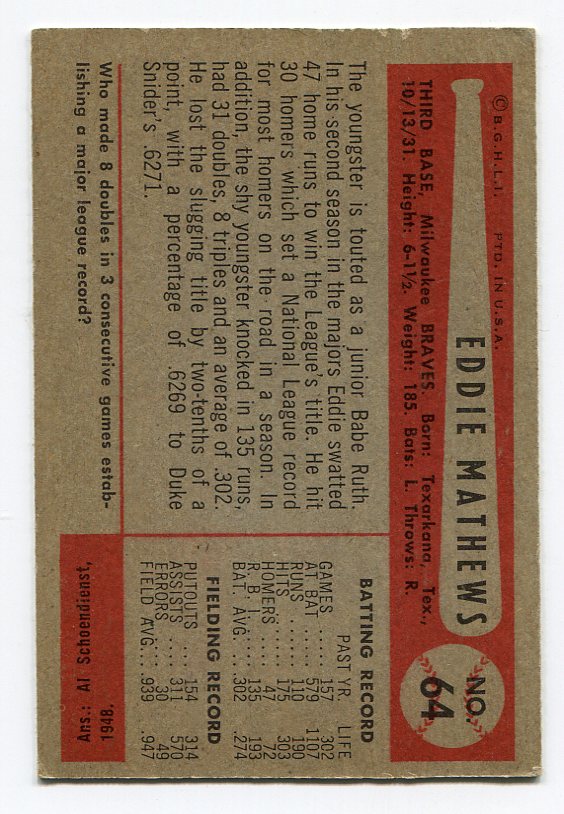 © B.G.H.L.I. PTD. IN U.S.A.
EDDIE MATHEWS
NO.
64
THIRD BASE, Milwaukee BRAVES. Born: Texarkana, Tex.,
10/13/31. Height: 6-1½. Weight: 185. Bats: L. Throws: R.
The youngster is touted as a junior Babe Ruth.
In his second season in the majors Eddie swatted
47 home runs to win the League's title. He hit
30 homers which set a National League record
for most homers on the road in a season. In
addition, the shy youngster knocked in 135 runs,
had 31 doubles, 8 triples and an average of .302.
He lost the slugging title by two-tenths of a
point, with a percentage of .6269 to Duke
Snider's .6271.
BATTING RECORD
PAST YR. LIFE
GAMES ..... 157 302
AT BAT .... 579 1107
RUNS ...... 110 190
HITS ...... 175 303
HOMERS .... 47 72
R. B. I. .... 135 193
BAT. AVG. .. .302 .274
FIELDING RECORD
PUTOUTS ... 154 314
ASSISTS .... 311 570
ERRORS .... 30 49
FIELD AVG. . .939 .947
Who made 8 doubles in 3 consecutive games estab-
lishing a major league record?
Ans.: Al Schoendienst,
1948.